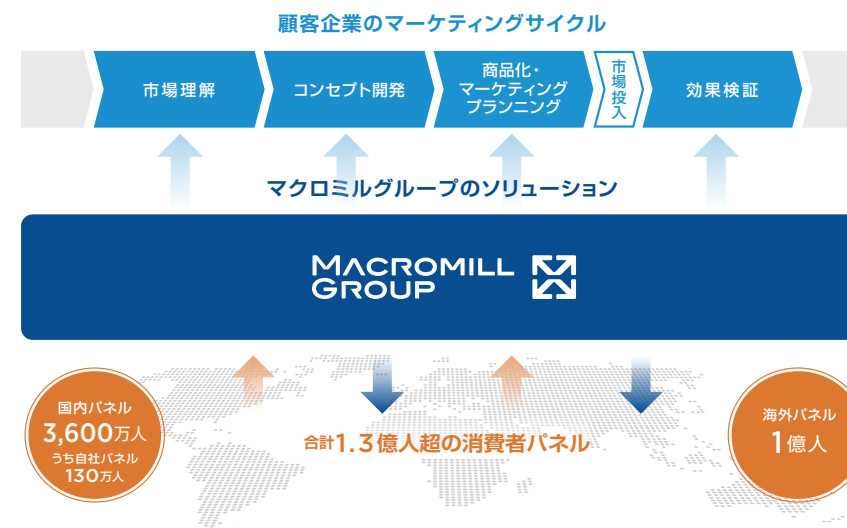 顧客企業のマーケティングサイクル
市場理解
コンセプト開発
商品化・
マーケティング
プランニング
市場投入
効果検証
マクロミルグループのソリューション
MACROMILL
GROUP
国内パネル
3,600万人
うち自社パネル
130万人
合計1.3億人超の消費者パネル
海外パネル
1億人